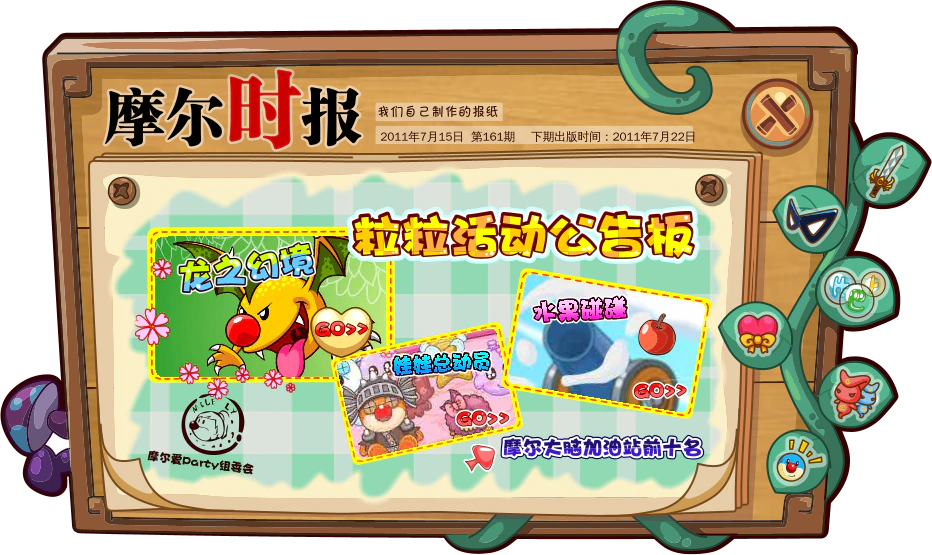 摩尔时报
我们自己制作的报纸
2011年7月15日 第161期 下期出版时间：2011年7月22日
粒粒活动公告板
龙之幻境
GO>>
水果碰碰
GO>>
娃娃总动员
GO>>
摩尔大脑加油站前十名
摩尔爱Party组委会